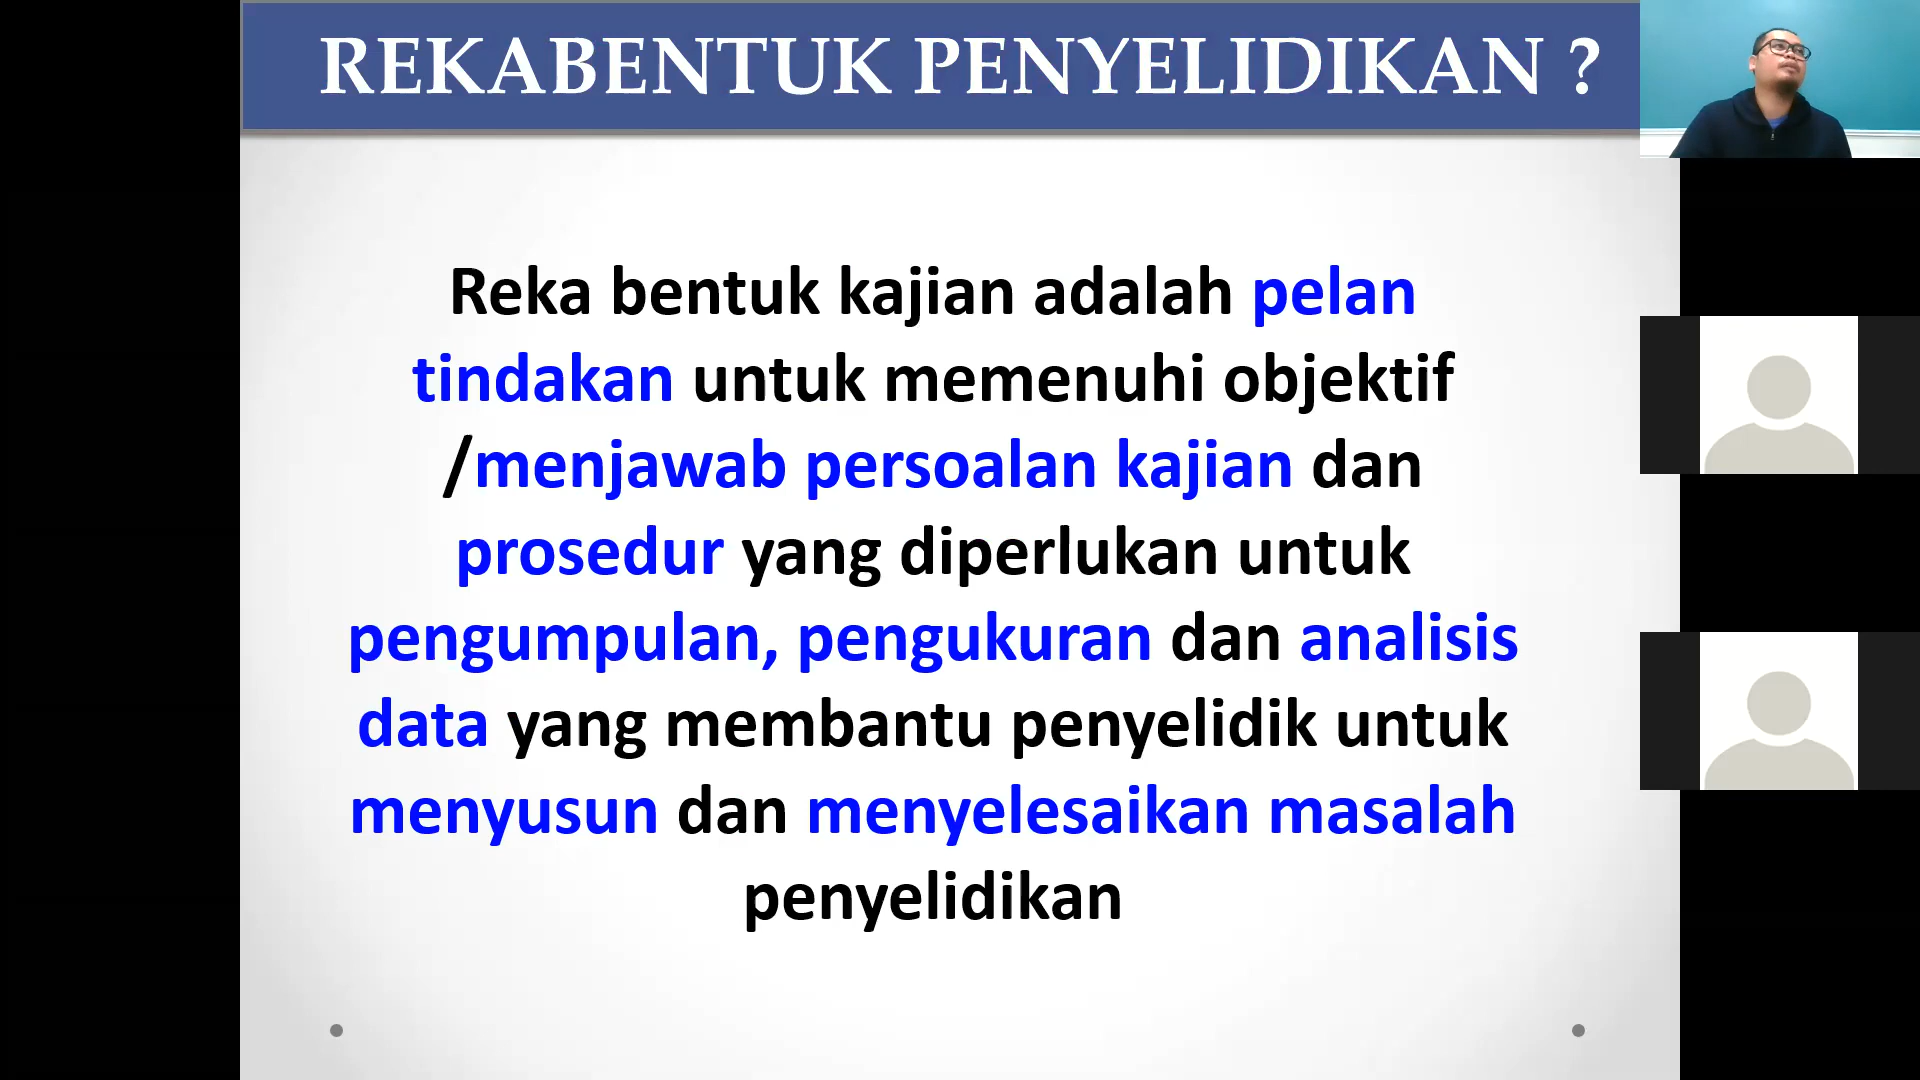 REKABENTUK PENYELIDIKAN ?
Reka bentuk kajian adalah pelan
tindakan untuk memenuhi objektif
/menjawab persoalan kajian dan
prosedur yang diperlukan untuk
pengumpulan, pengukuran dan analisis
data yang membantu penyelidik untuk
menyusun dan menyelesaikan masalah
penyelidikan